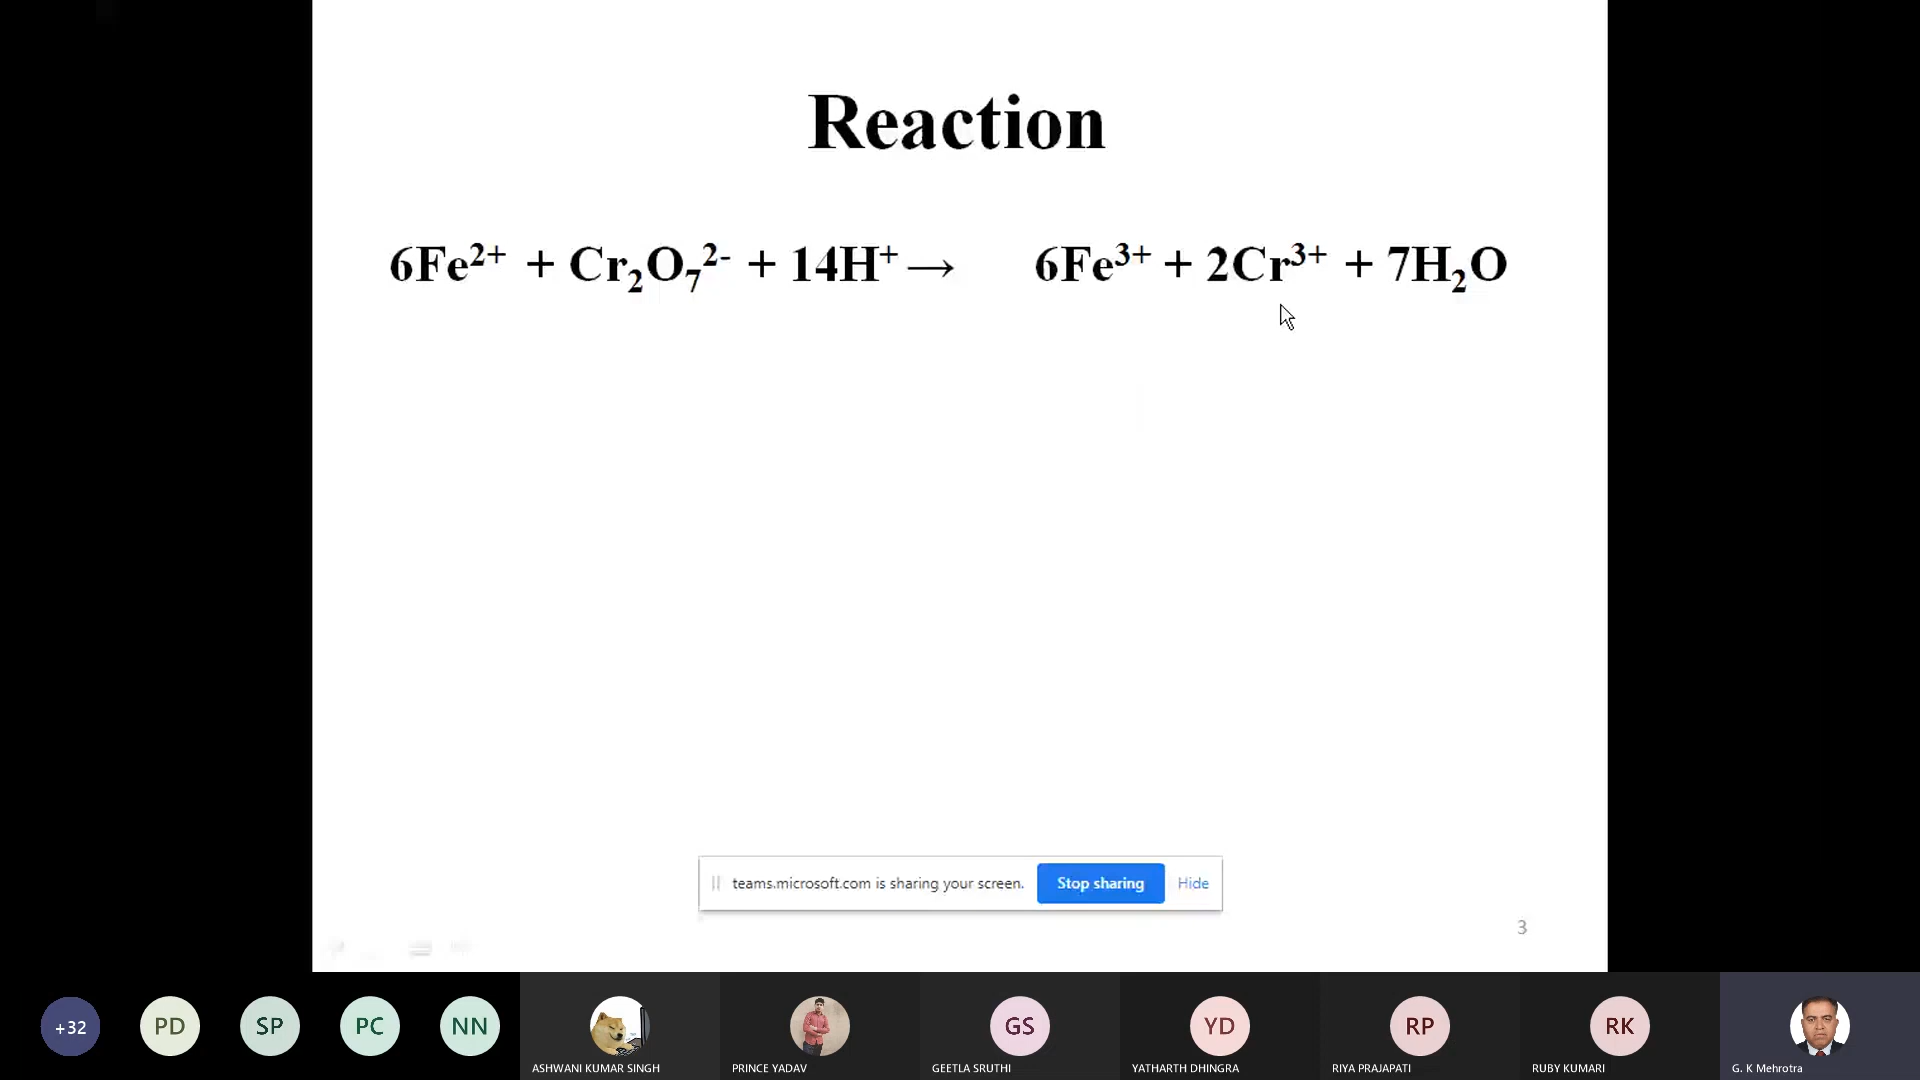 Reaction
6Fe²⁺ + Cr₂O₇²⁻ + 14H⁺ → 6Fe³⁺ + 2Cr³⁺ + 7H₂O
teams.microsoft.com is sharing your screen. Stop sharing Hide
3
+32 PD SP PC NN GS YD RP RK
ASHWANI KUMAR SINGH PRINCE YADAV GEETLA SRUTHI YATHARTH DHINGRA RIYA PRAJAPATI RUBY KUMARI G. K Mehrotra